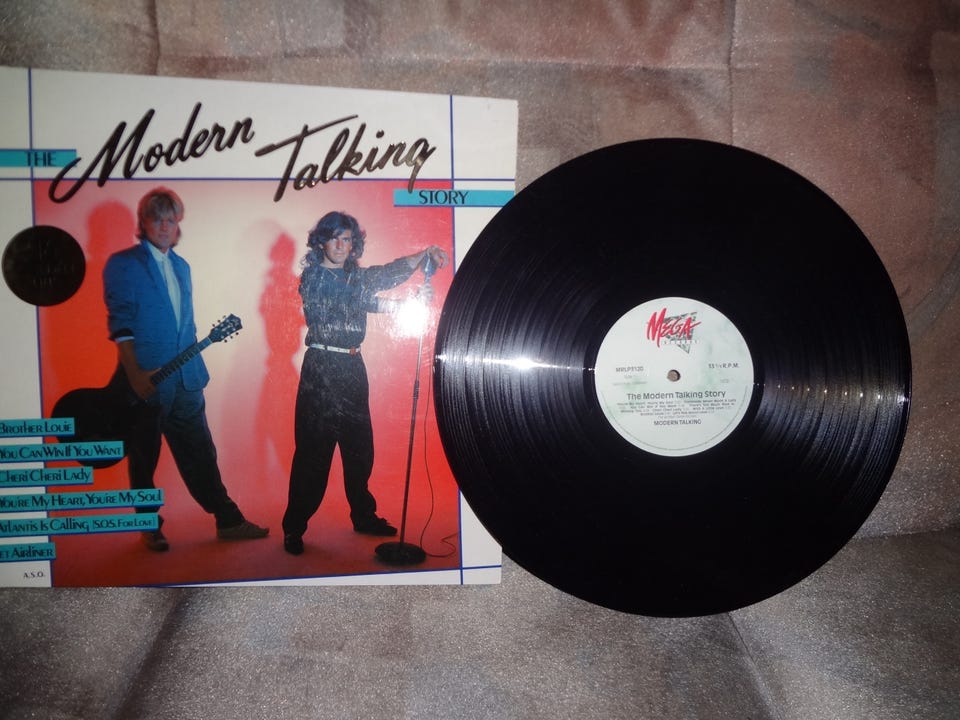 THE
Modern Talking
STORY
BROTHER LOUIE
YOU CAN WIN IF YOU WANT
CHERI CHERI LADY
YOU'RE MY HEART, YOU'RE MY SOUL
ATLANTIS IS CALLING (S.O.S. FOR LOVE)
JET AIRLINER
A.S.O.
MEGA
RECORDS
MRLP3120
33 1/3 R.P.M.
The Modern Talking Story
MODERN TALKING